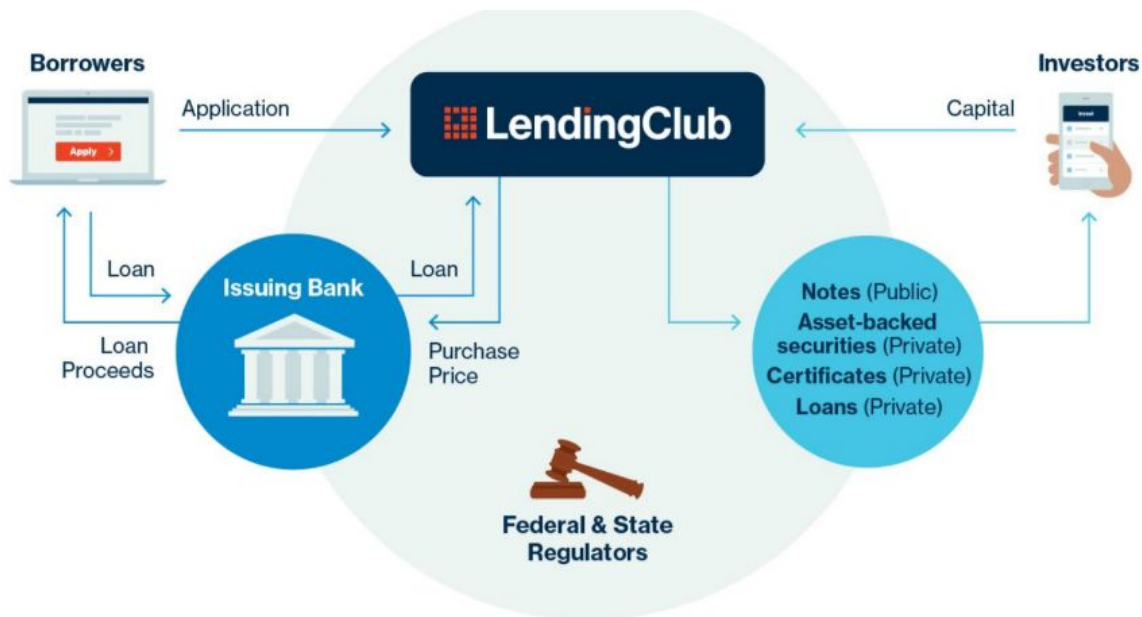 Borrowers
Apply >
Application
LendingClub
Investors
Invest
Capital
Loan
Loan
Proceeds
Issuing Bank
Loan
Purchase
Price
Notes (Public)
Asset-backed
securities (Private)
Certificates (Private)
Loans (Private)
Federal & State
Regulators